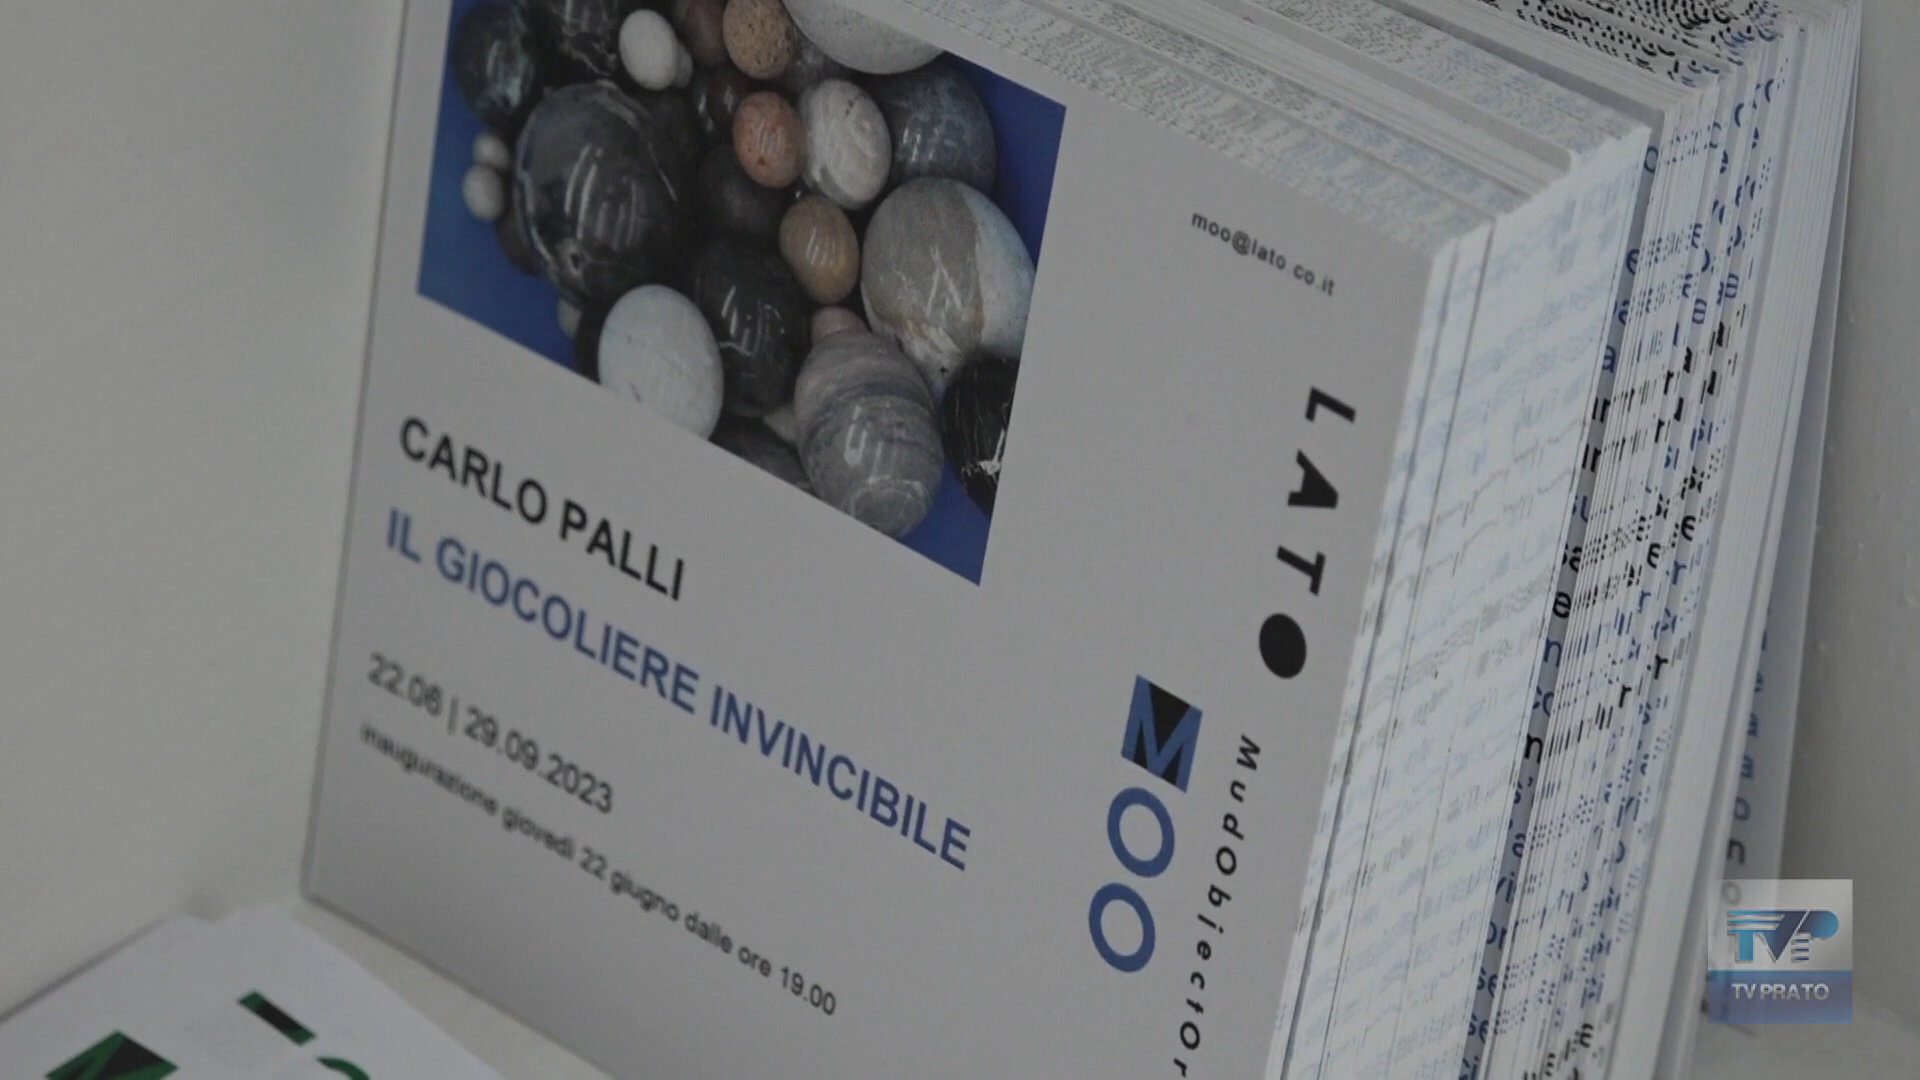 moo@lato.co.it
LATO
MOO
Mudobiector
CARLO PALLI
IL GIOCOLIERE INVINCIBILE
22.06 | 29.09.2023
inaugurazione giovedì 22 giugno dalle ore 19.00
TVP
TV PRATO